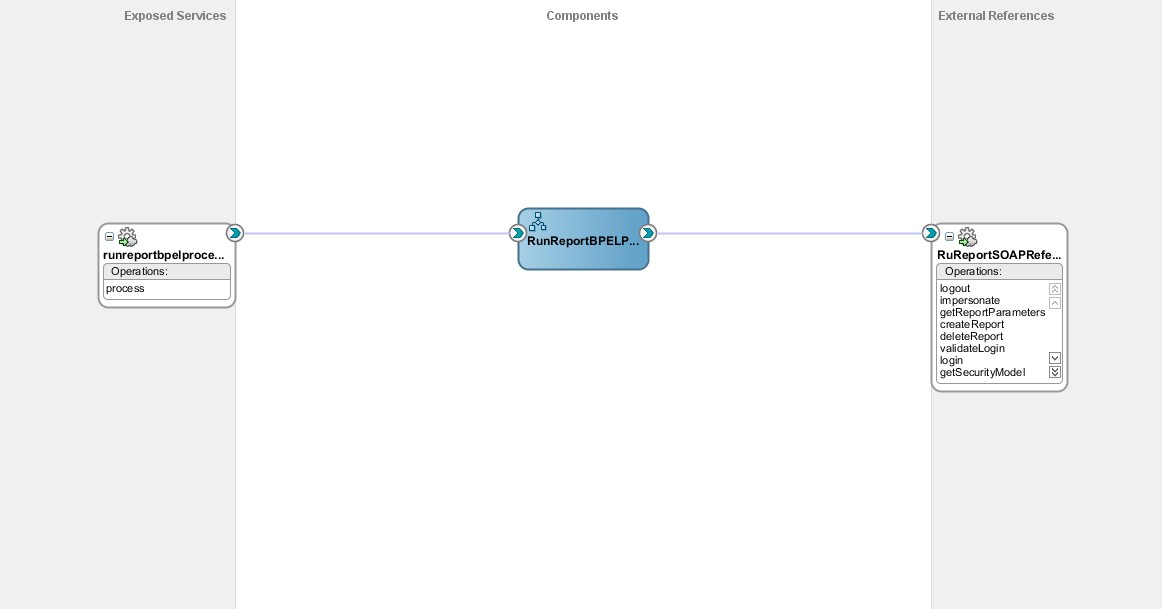 Exposed Services
Components
External References
runreportbpelproce...
Operations:
process
RunReportBPELP...
RuReportSOAPRefe...
Operations:
logout
impersonate
getReportParameters
createReport
deleteReport
validateLogin
login
getSecurityModel